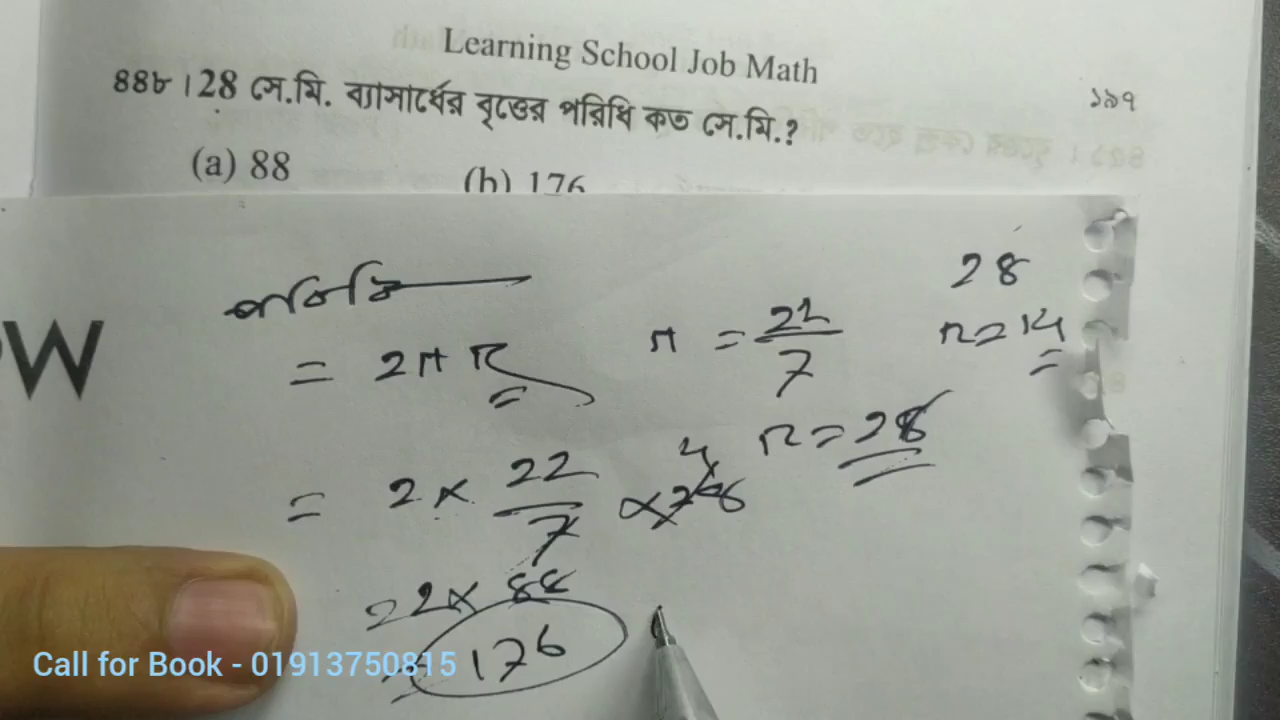 Learning School Job Math
১৯৭
৪৪৮। 28 সে.মি. ব্যাসার্ধের বৃত্তের পরিধি কত সে.মি.?
(a) 88 (b) 176
পরিধি
28
= 2πr π = 22/7 r = 14
r = 28
4
= 2 × 22/7 × 28
= 2 × 88
= 176
W
Call for Book - 01913750815